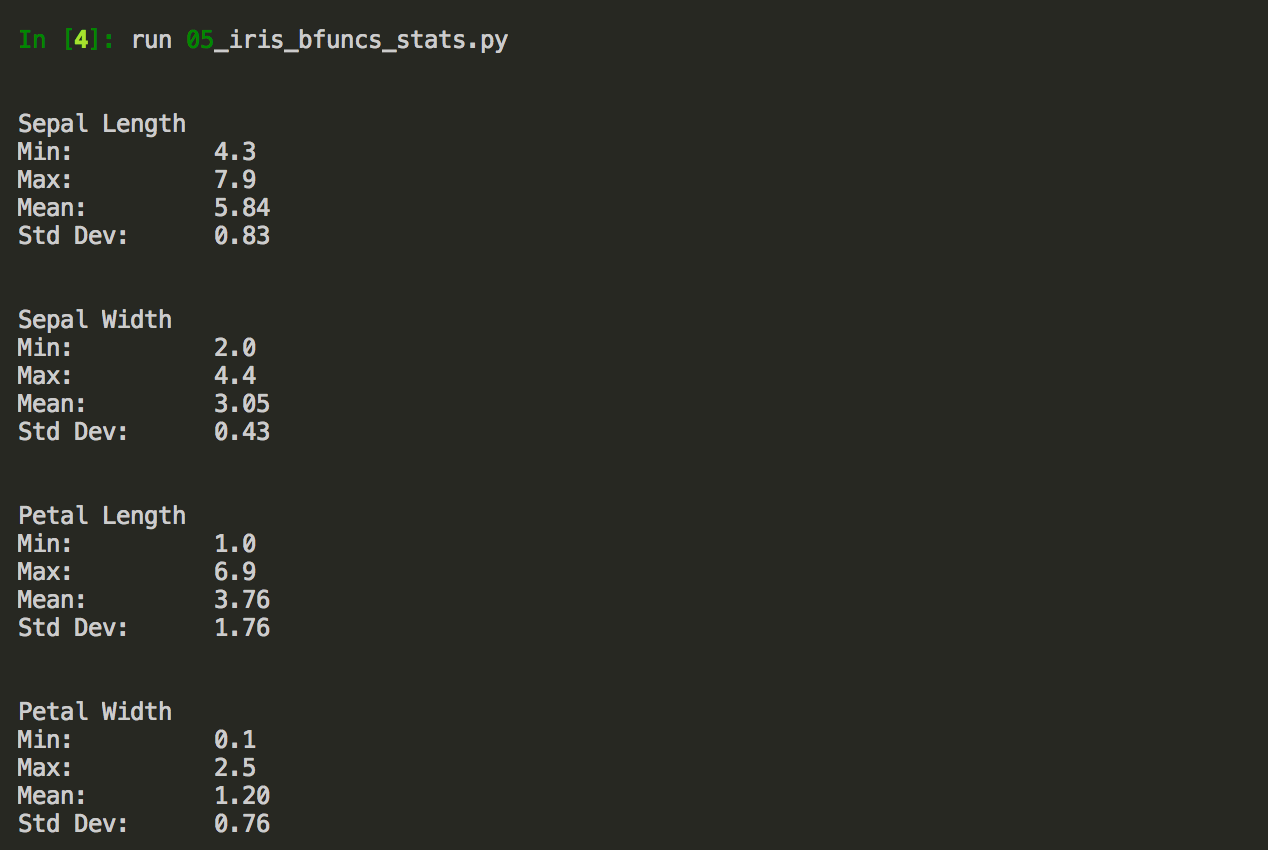 In [4]: run 05_iris_bfuncs_stats.py
Sepal Length
Min: 4.3
Max: 7.9
Mean: 5.84
Std Dev: 0.83
Sepal Width
Min: 2.0
Max: 4.4
Mean: 3.05
Std Dev: 0.43
Petal Length
Min: 1.0
Max: 6.9
Mean: 3.76
Std Dev: 1.76
Petal Width
Min: 0.1
Max: 2.5
Mean: 1.20
Std Dev: 0.76